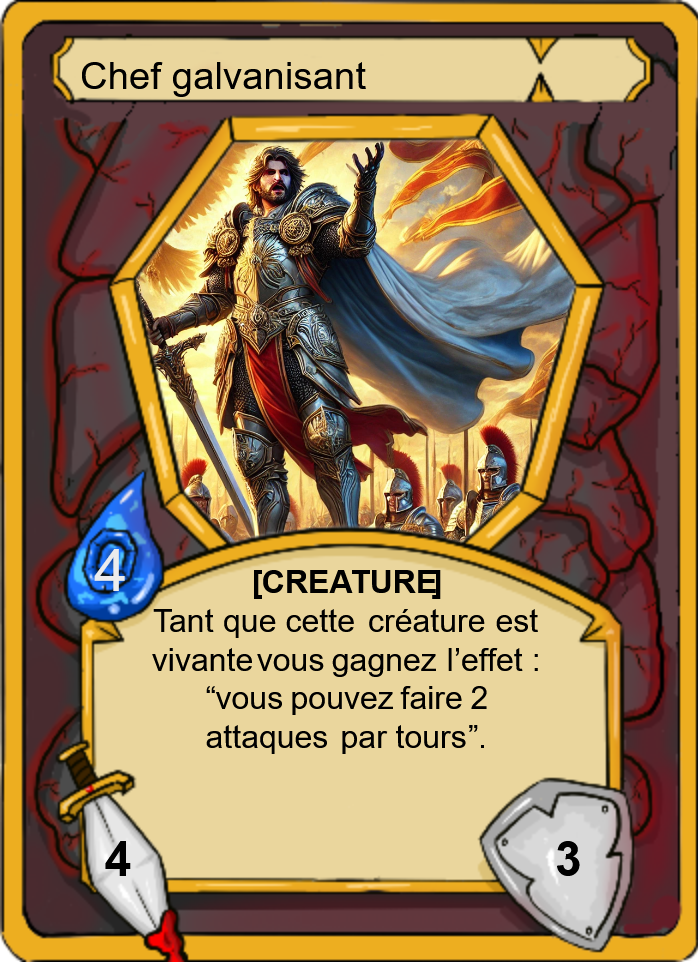 Chef galvanisant
4
[CREATURE]
Tant que cette créature est
vivante vous gagnez l’effet :
“vous pouvez faire 2
attaques par tours”.
4
3